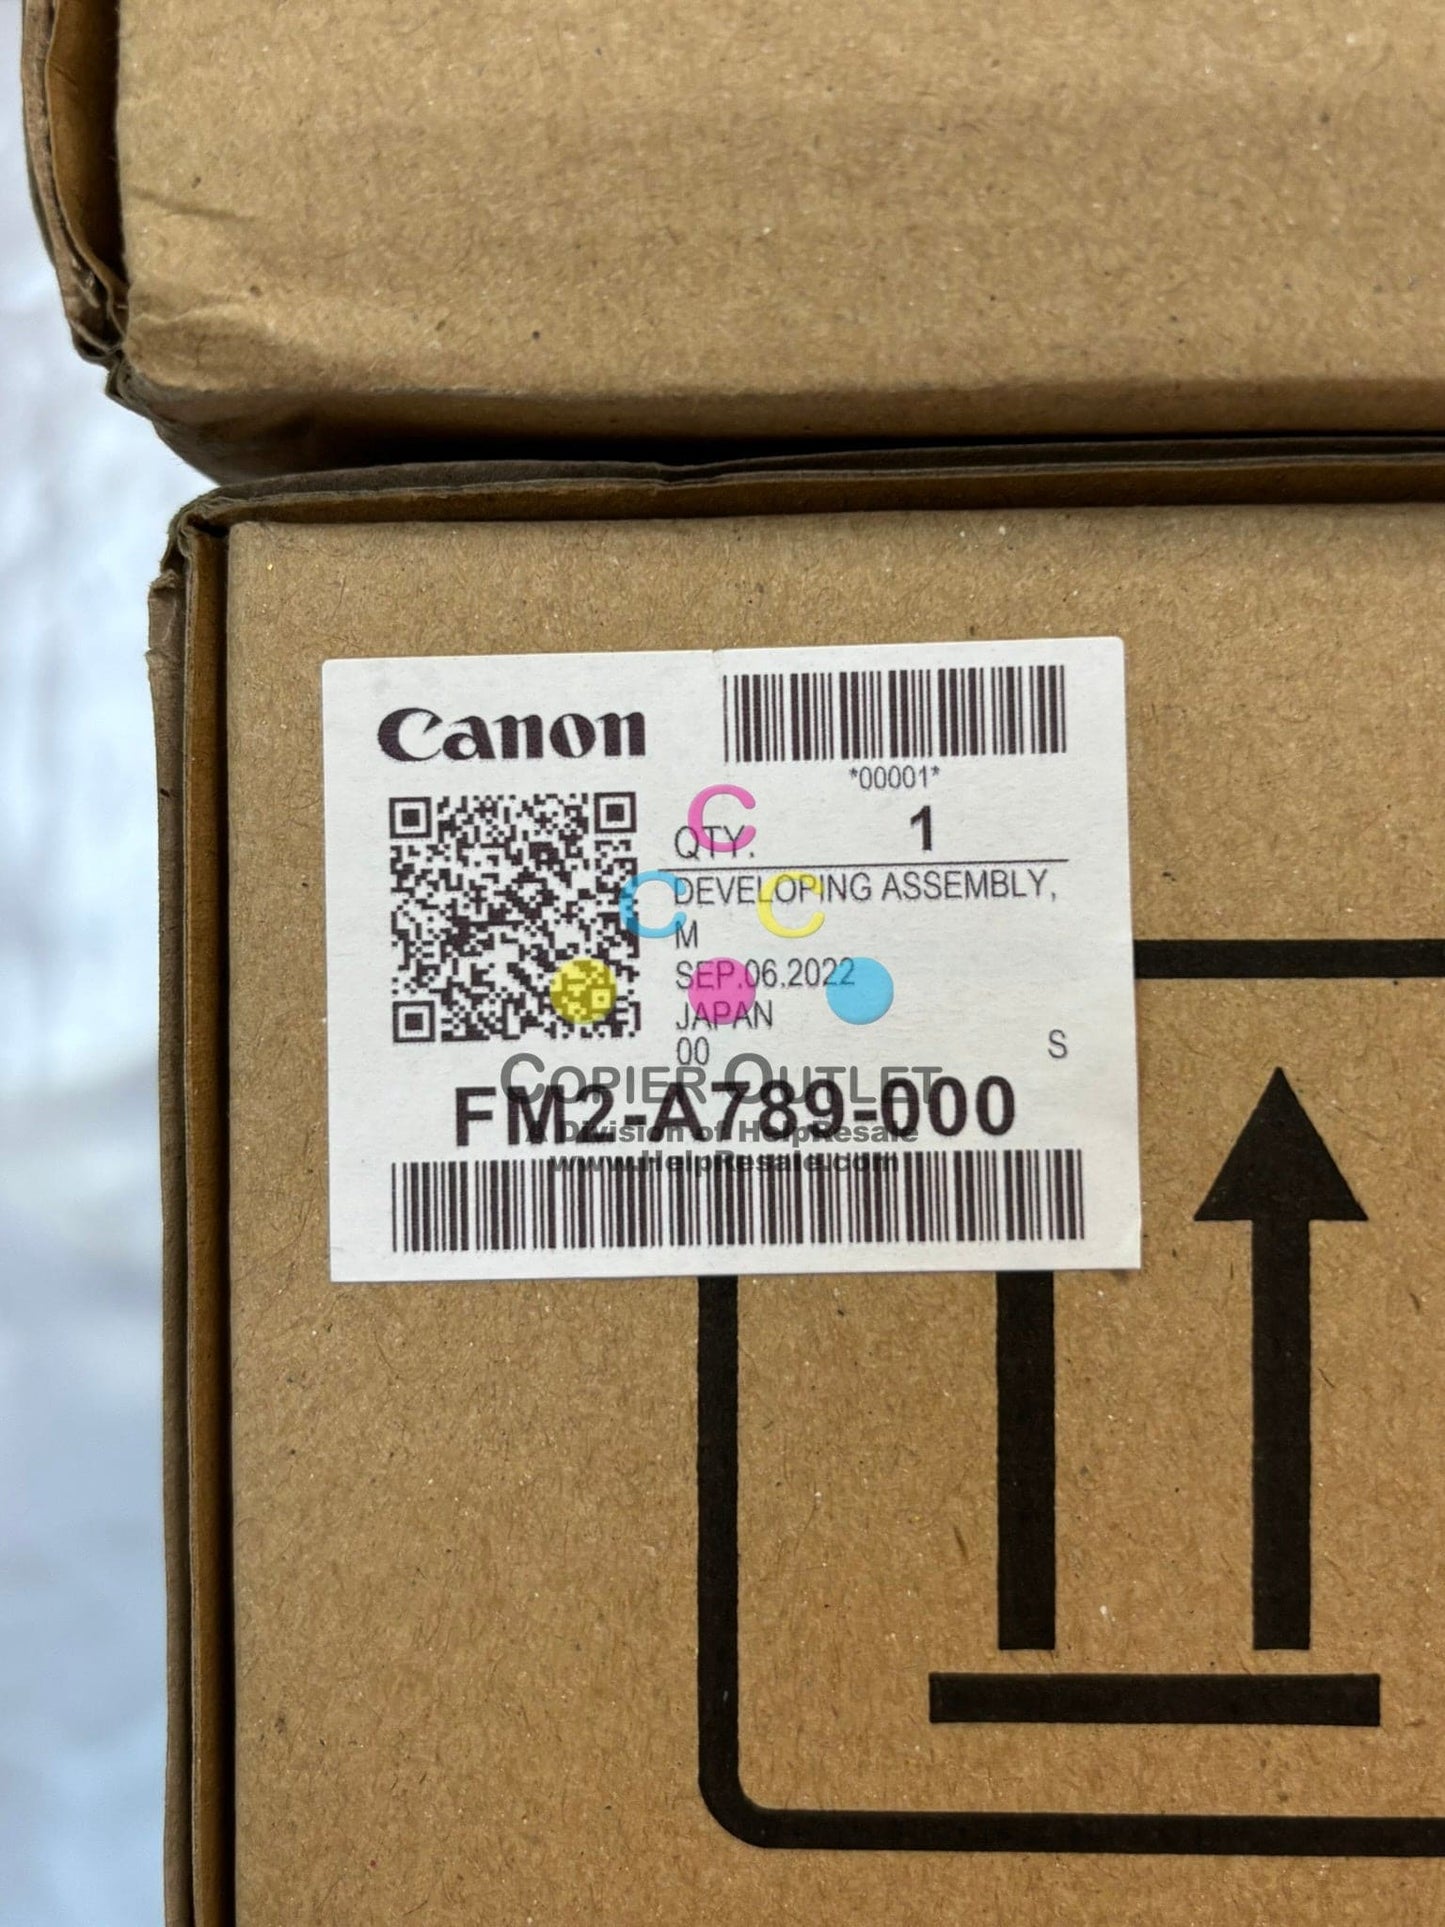 Canon
*00001*
QTY. 1
DEVELOPING ASSEMBLY,
M
SEP.06.2022
JAPAN
00 S
FM2-A789-000
C
C C
COPIER OUTLET
A Division of HelpResale
www.HelpResale.com